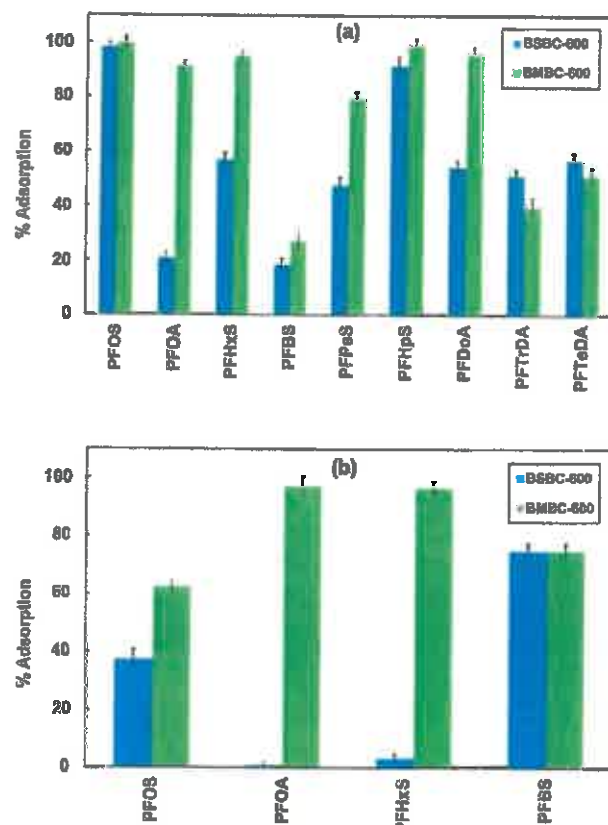 (a)
BSBC-600
BMBC-600
% Adsorption
100
80
60
40
20
0
PFOS
PFOA
PFHxS
PFBS
PFPeS
PFHpS
PFDoA
PFTrDA
PFTeDA
(b)
BSBC-600
BMBC-600
% Adsorption
100
80
60
40
20
0
PFOS
PFOA
PFHxS
PFBS